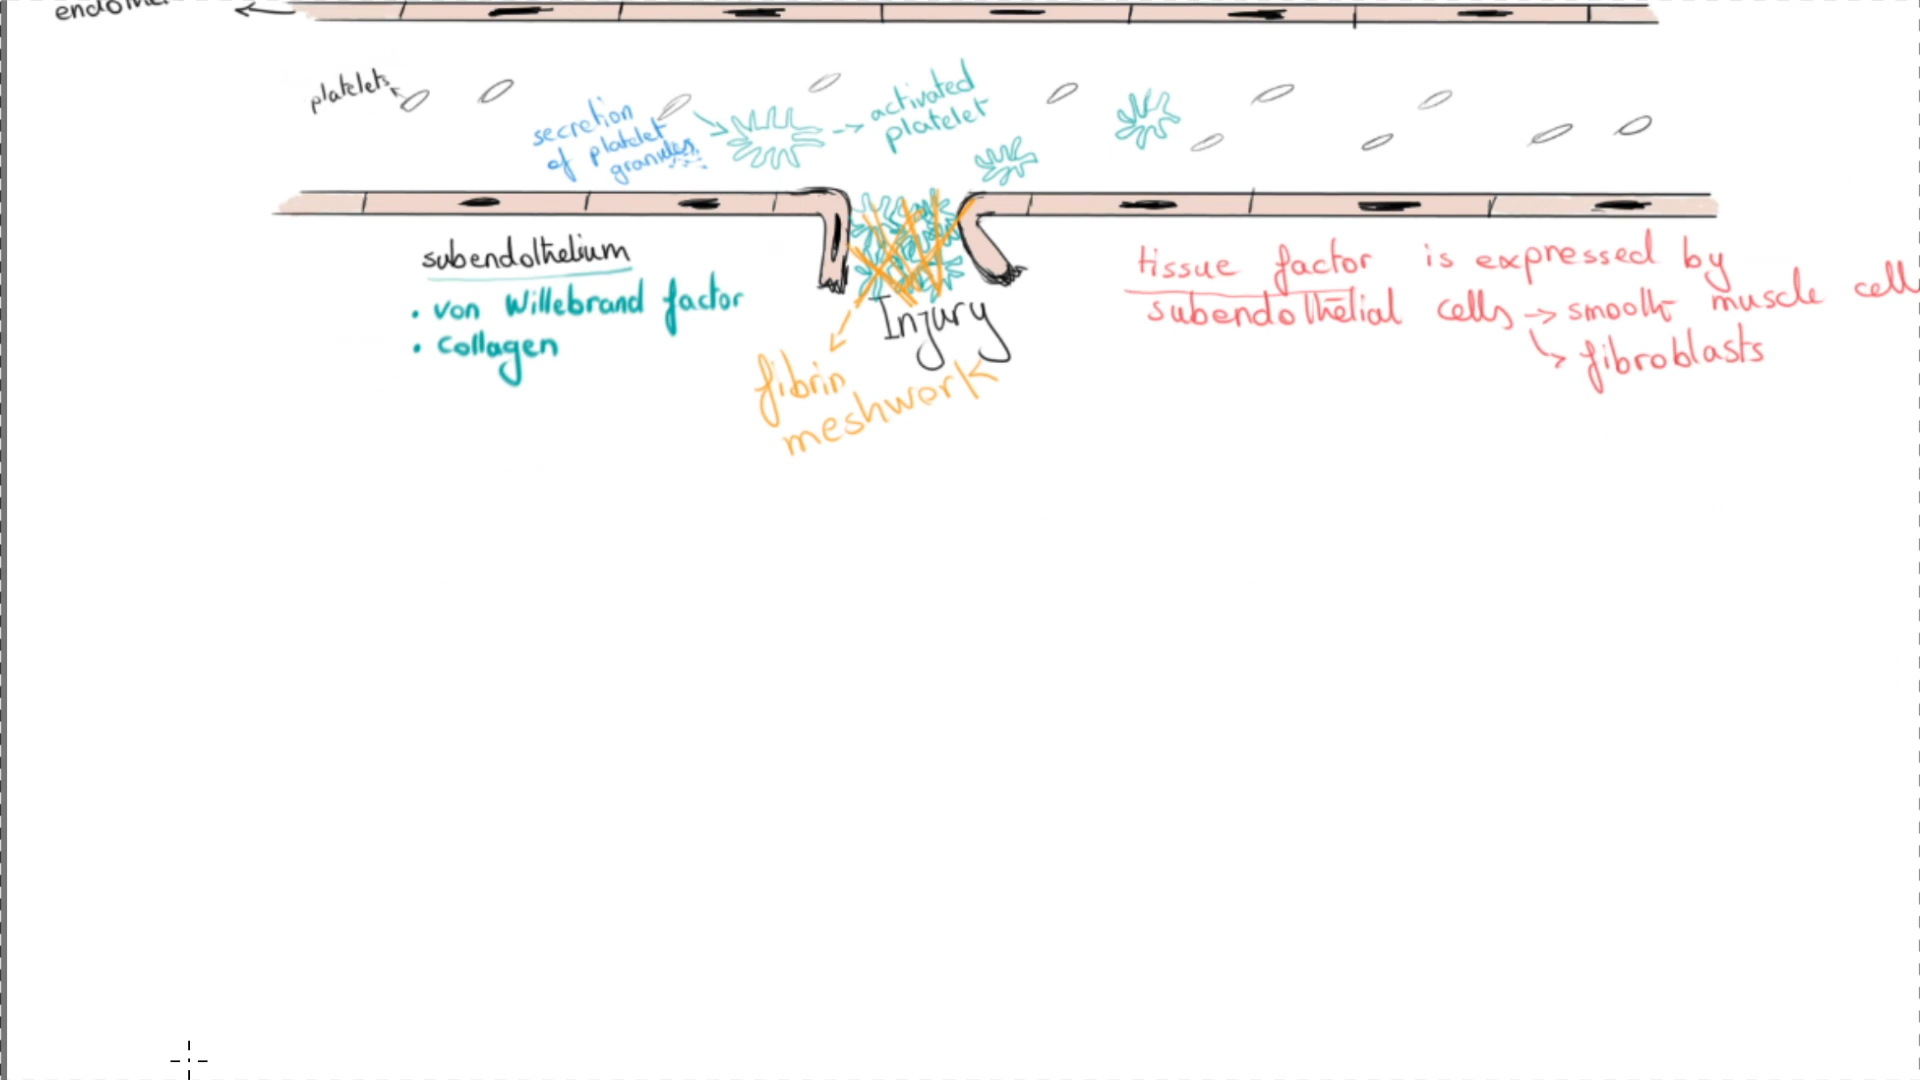 platelets
secretion
of platelet
granules
activated
platelet
subendothelium
• von Willebrand factor
• Collagen
Injury
fibrin
meshwork
tissue factor is expressed by
subendothelial cells → smooth muscle cell
↳ fibroblasts